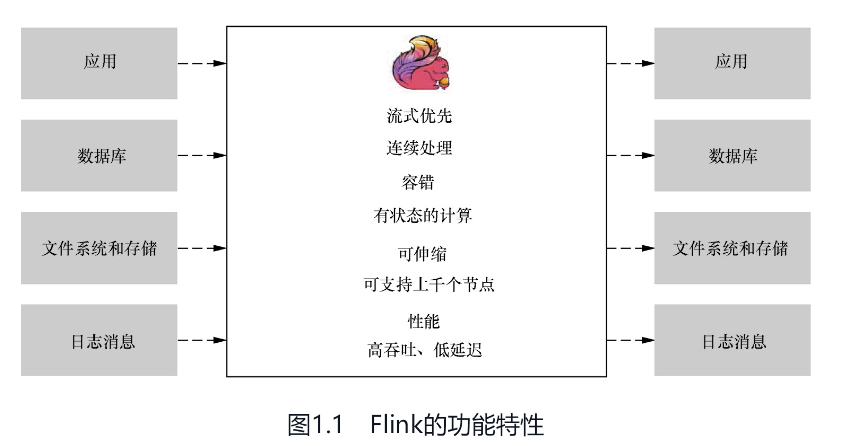 应用
数据库
文件系统和存储
日志消息
流式优先
连续处理
容错
有状态的计算
可伸缩
可支持上千个节点
性能
高吞吐、低延迟
应用
数据库
文件系统和存储
日志消息
图1.1 Flink的功能特性